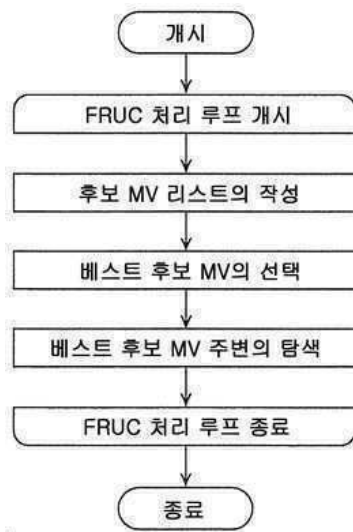 개시
FRUC 처리 루프 개시
후보 MV 리스트의 작성
베스트 후보 MV의 선택
베스트 후보 MV 주변의 탐색
FRUC 처리 루프 종료
종료